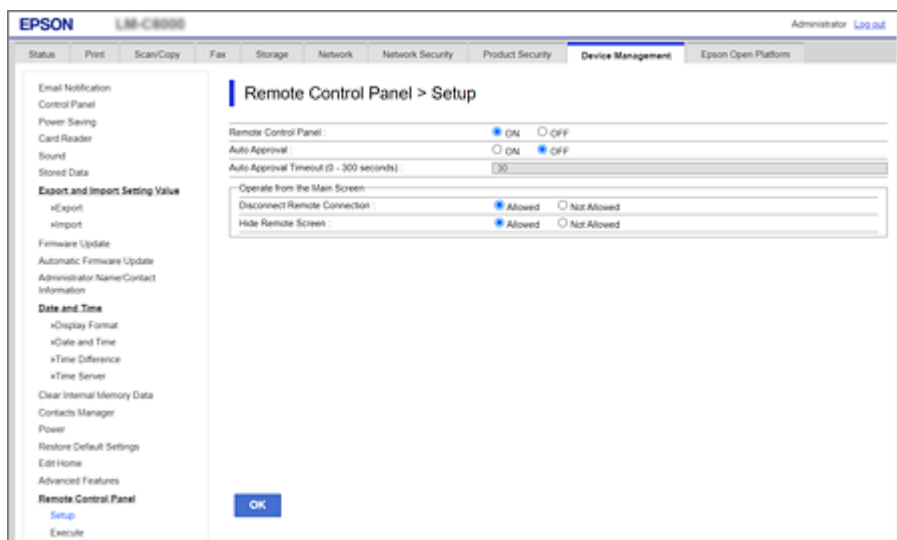 EPSON
Administrator Log out
Status Print Scan/Copy Fax Storage Network Network Security Product Security Device Management Epson Open Platform
Email Notification
Control Panel
Power Saving
Card Reader
Sound
Stored Data
Export and Import Setting Value
»Export
»Import
Firmware Update
Automatic Firmware Update
Administrator Name/Contact
Information
Date and Time
»Display Format
»Date and Time
»Time Difference
»Time Server
Clear Internal Memory Data
Contacts Manager
Power
Restore Default Settings
Edit Home
Advanced Features
Remote Control Panel
Setup
Execute
Remote Control Panel > Setup
Remote Control Panel : ON OFF
Auto Approval : ON OFF
Auto Approval Timeout (0 - 300 seconds) : 30
Operate from the Main Screen
Disconnect Remote Connection : Allowed Not Allowed
Hide Remote Screen : Allowed Not Allowed
OK